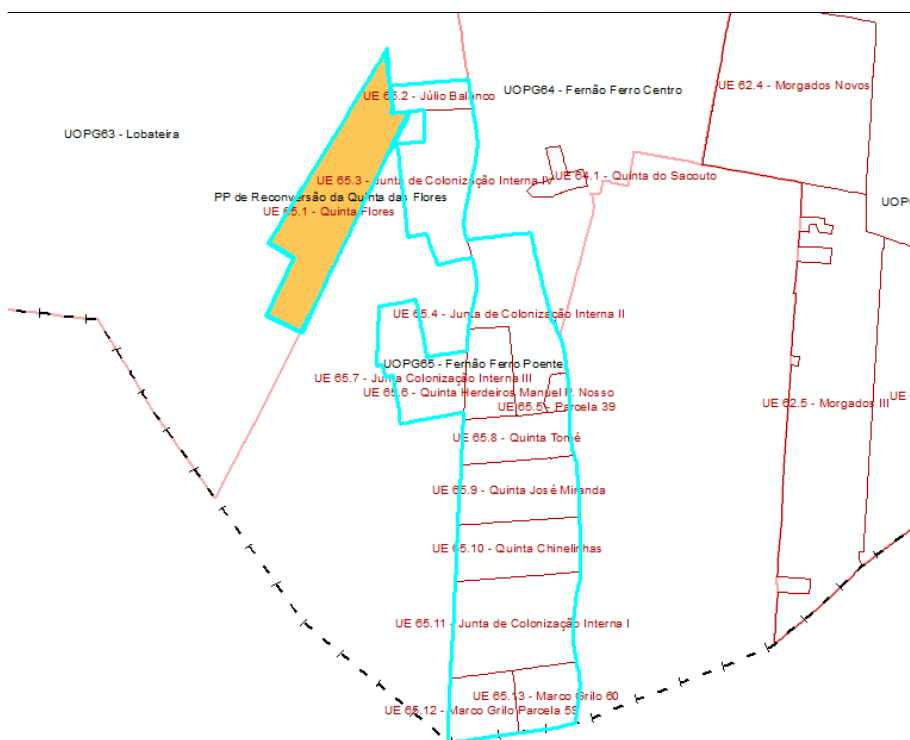 UE 62.4 - Morgados Novos
UOPG64 - Fernão Ferro Centro
UE 65.2 - Júlio Balanco
UOPG63 - Lobateira
UE 65.3 - Junta de Colonização Interna IV
UE 64.1 - Quinta do Sacouto
PP de Reconversão da Quinta das Flores
UOPG
UE 65.1 - Quinta Flores
UE 65.4 - Junta de Colonização Interna II
UOPG65 - Fernão Ferro Poente
UE 65.7 - Junta Colonização Interna III
UE 65.6 - Quinta Herdeiros Manuel R. Nosso
UE 65.5 - Parcela 39
UE 62.5 - Morgados III
UE
UE 65.8 - Quinta Tomé
UE 65.9 - Quinta José Miranda
UE 65.10 - Quinta Chinelinhas
UE 65.11 - Junta de Colonização Interna I
UE 65.13 - Marco Grilo 60
UE 65.12 - Marco Grilo Parcela 59